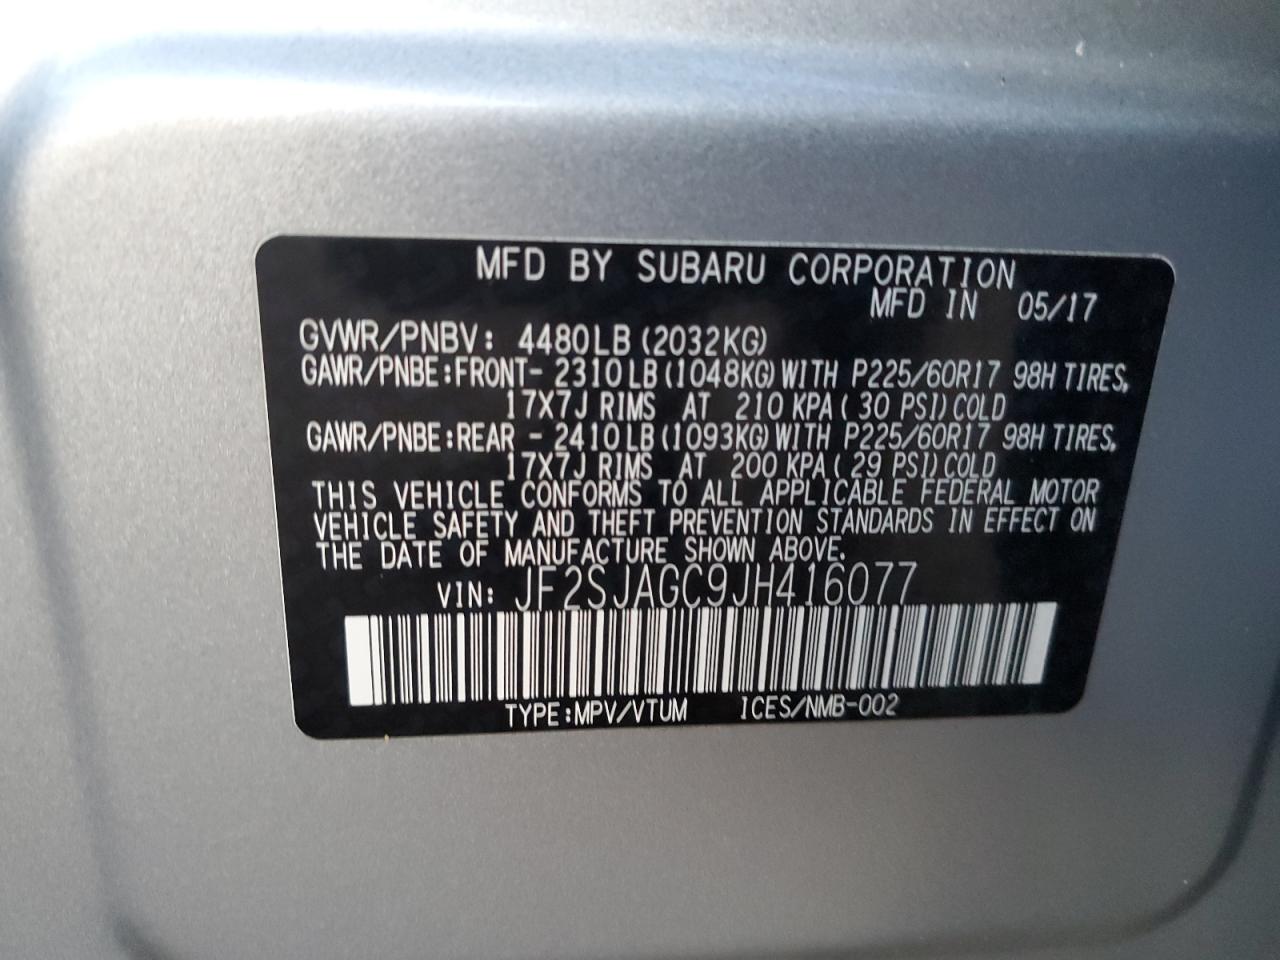 MFD BY SUBARU CORPORATION
MFD IN 05/17
GVWR/PNBV: 4480LB (2032KG)
GAWR/PNBE:FRONT- 2310LB(1048KG)WITH P225/60R17 98H TIRES,
17X7J RIMS AT 210 KPA( 30 PSI)COLD
GAWR/PNBE:REAR - 2410LB(1093KG)WITH P225/60R17 98H TIRES,
17X7J RIMS AT 200 KPA( 29 PSI)COLD
THIS VEHICLE CONFORMS TO ALL APPLICABLE FEDERAL MOTOR
VEHICLE SAFETY AND THEFT PREVENTION STANDARDS IN EFFECT ON
THE DATE OF MANUFACTURE SHOWN ABOVE.
VIN: JF2SJAGC9JH416077
TYPE:MPV/VTUM ICES/NMB-002